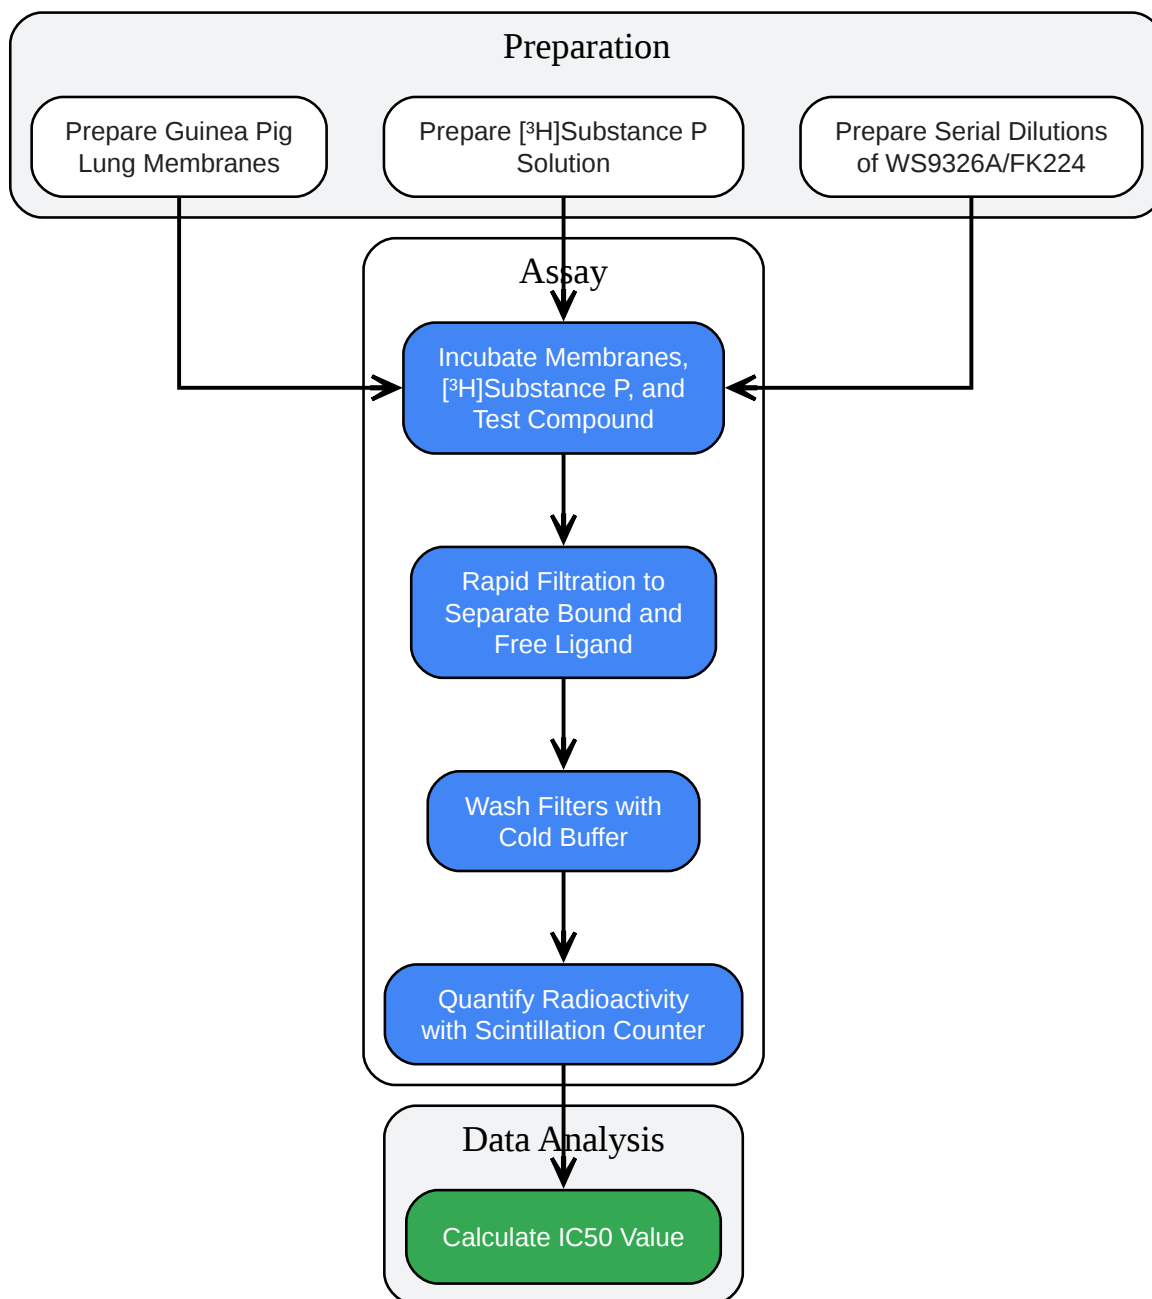 Preparation
Prepare Guinea Pig
Lung Membranes
Prepare [³H]Substance P
Solution
Prepare Serial Dilutions
of WS9326A/FK224
Assay
Incubate Membranes,
[³H]Substance P, and
Test Compound
Rapid Filtration to
Separate Bound and
Free Ligand
Wash Filters with
Cold Buffer
Quantify Radioactivity
with Scintillation Counter
Data Analysis
Calculate IC50 Value